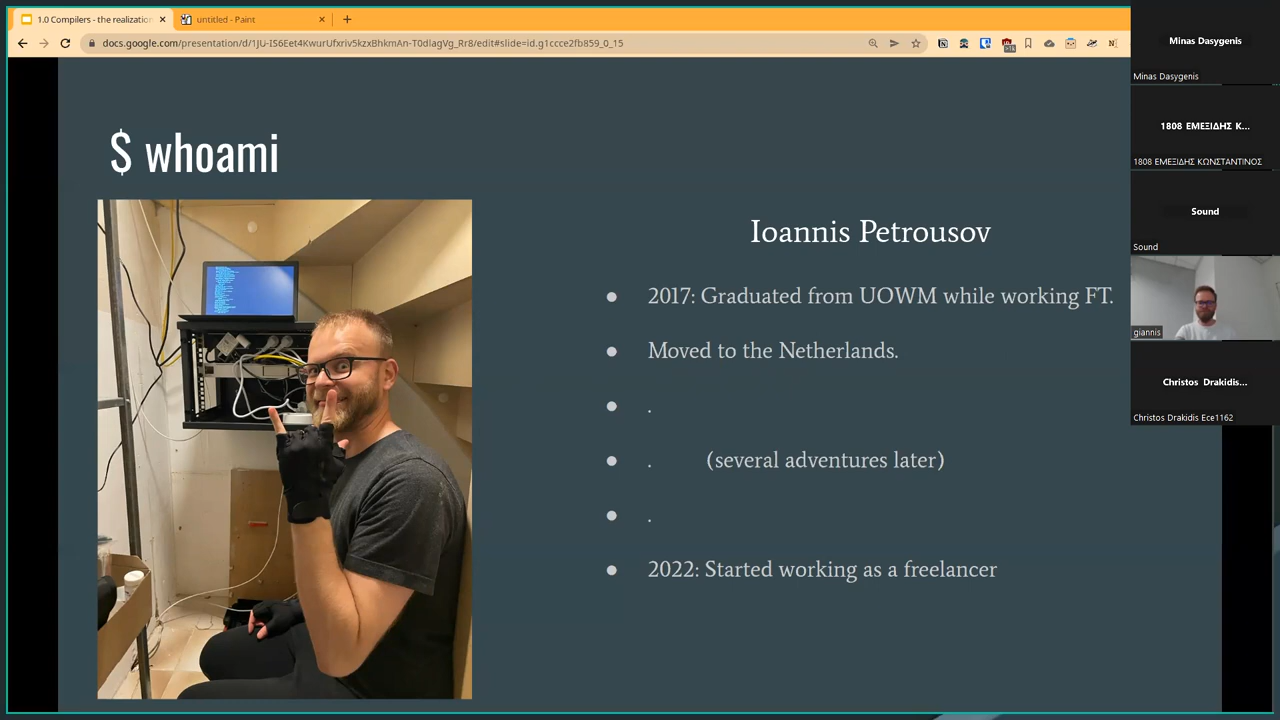 1.0 Compilers - the realization
untitled - Paint
docs.google.com/presentation/d/1JU-IS6Eet4KwurUfxriv5kzxBhkmAn-T0dlagVg_Rr8/edit#slide=id.g1ccce2fb859_0_15
$ whoami
Ioannis Petrousov
● 2017: Graduated from UOWM while working FT.
● Moved to the Netherlands.
● .
● . (several adventures later)
● .
● 2022: Started working as a freelancer
Minas Dasygenis
Minas Dasygenis
1808 ΕΜΕΞΙΔΗΣ Κ...
1808 ΕΜΕΞΙΔΗΣ ΚΩΝΣΤΑΝΤΙΝΟΣ
Sound
Sound
giannis
Christos Drakidis...
Christos Drakidis Ece1162